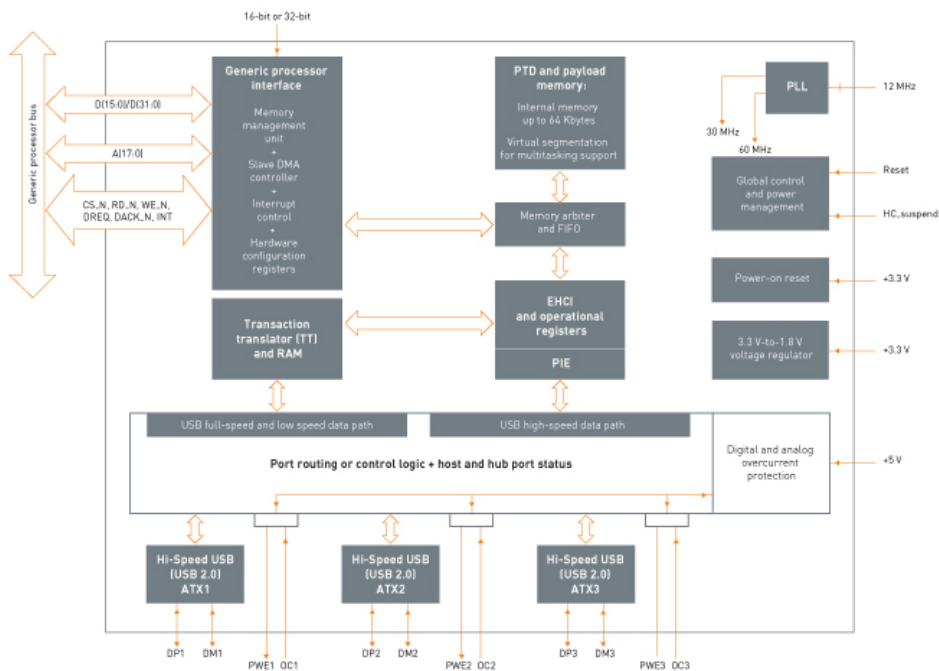 16-bit or 32-bit
Generic processor bus
D(15:0)/D(31:0)
A[17:0]
CS_N, RD_N, WE_N,
DREQ, DACK_N, INT
Generic processor
interface
Memory
management
unit
+
Slave DMA
controller
+
Interrupt
control
+
Hardware
configuration
registers
PTD and payload
memory:
Internal memory
up to 64 Kbytes
Virtual segmentation
for multitasking support
Memory arbiter
and FIFO
PLL
12 MHz
30 MHz
60 MHz
Global control
and power
management
Reset
HC_suspend
Power-on reset
+3.3 V
3.3 V-to-1.8 V
voltage regulator
+3.3 V
Transaction
translator (TT)
and RAM
EHCI
and operational
registers
PIE
USB full-speed and low speed data path
USB high-speed data path
Port routing or control logic + host and hub port status
Digital and analog
overcurrent
protection
+5 V
Hi-Speed USB
(USB 2.0)
ATX1
Hi-Speed USB
(USB 2.0)
ATX2
Hi-Speed USB
(USB 2.0)
ATX3
DP1
DM1
PWE1
OC1
DP2
DM2
PWE2
OC2
DP3
DM3
PWE3
OC3